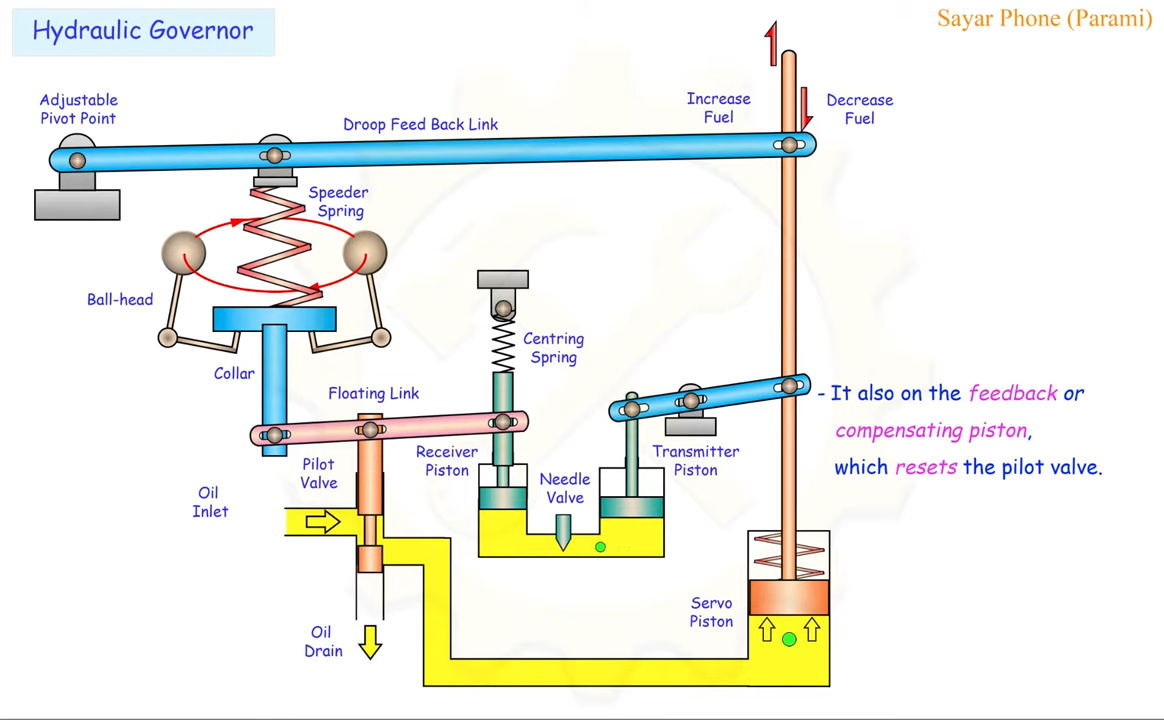 Hydraulic Governor
Sayar Phone (Parami)
Adjustable
Pivot Point
Droop Feed Back Link
Increase
Fuel
Decrease
Fuel
Speeder
Spring
Ball-head
Centring
Spring
Collar
Floating Link
- It also on the feedback or
compensating piston,
which resets the pilot valve.
Pilot
Valve
Receiver
Piston
Needle
Valve
Transmitter
Piston
Oil
Inlet
Servo
Piston
Oil
Drain